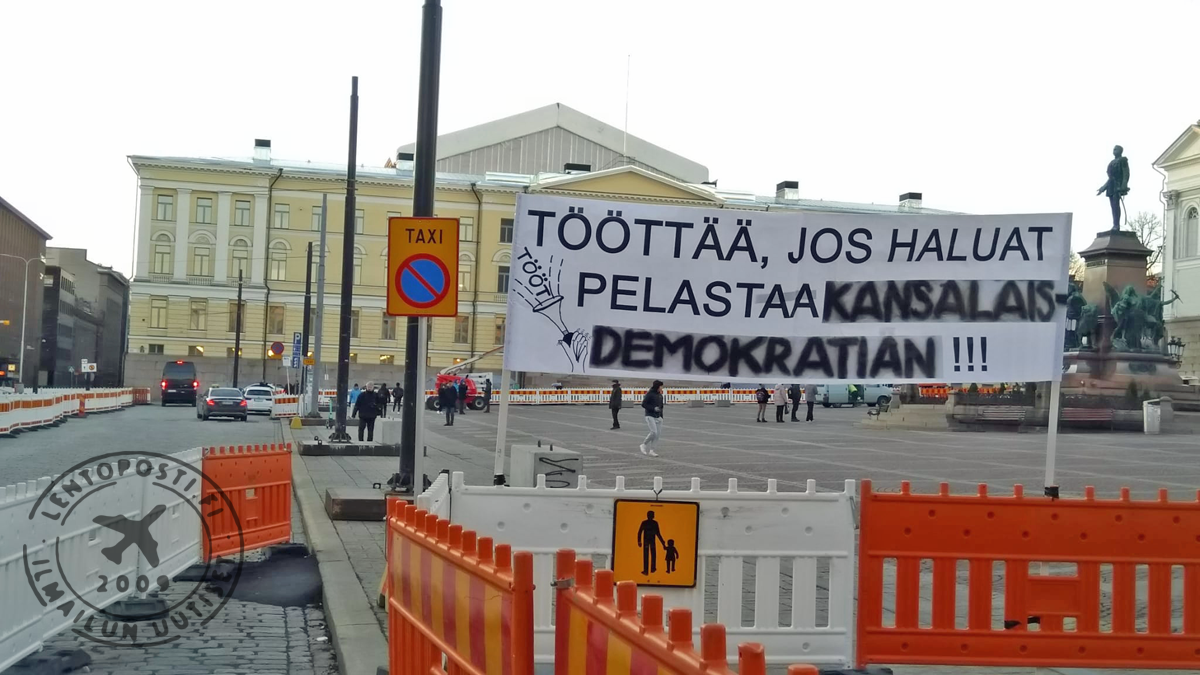 TAXI
TÖÖTTÄÄ, JOS HALUAT
PELASTAA KANSALAIS-
DEMOKRATIAN !!!
TÖÖT!
LENTOPOSTI.FI
2009
ILMAILUN UUTISET